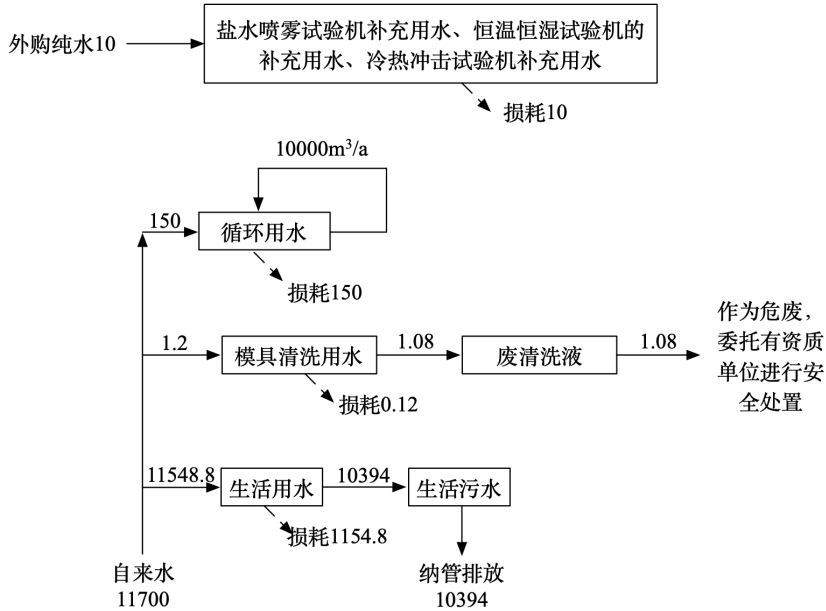 外购纯水10
盐水喷雾试验机补充用水、恒温恒湿试验机的
补充用水、冷热冲击试验机补充用水
损耗10
10000m³/a
150
循环用水
损耗150
1.2
模具清洗用水
1.08
废清洗液
1.08
作为危废，
委托有资质
单位进行安
全处置
损耗0.12
11548.8
生活用水
10394
生活污水
损耗1154.8
自来水
11700
纳管排放
10394